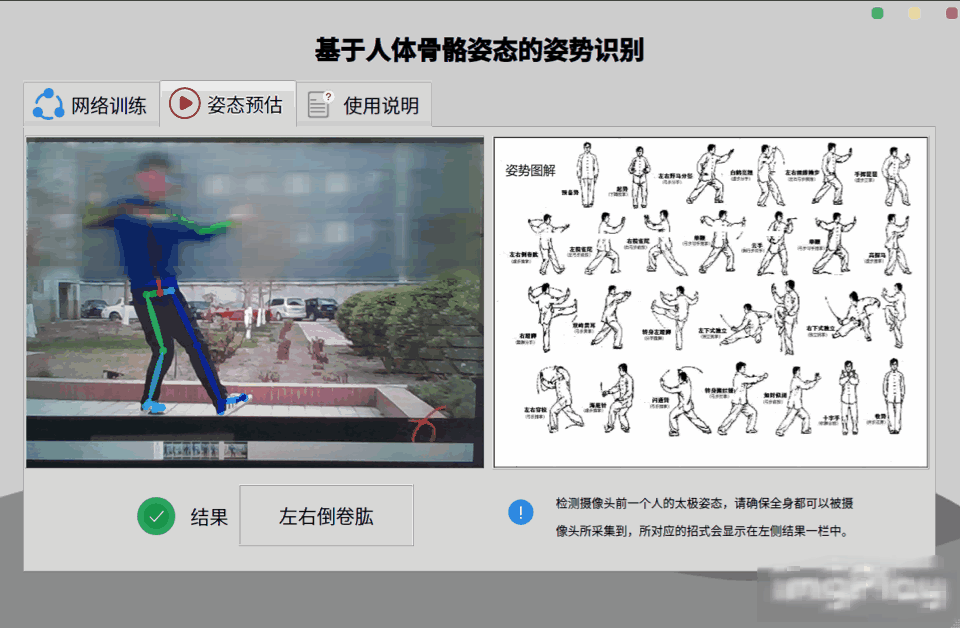 基于人体骨骼姿态的姿势识别
网络训练
姿态预估
使用说明
姿势图解
预备势
起势
左右野马分鬃
白鹤亮翅
左右搂膝拗步
手挥琵琶
左右倒卷肱
左揽雀尾
右揽雀尾
单鞭
云手
单鞭
高探马
右蹬脚
双峰贯耳
转身左蹬脚
左下式独立
右下式独立
左右穿梭
海底针
闪通臂
转身搬拦捶
如封似闭
十字手
收势
结果
左右倒卷肱
检测摄像头前一个人的太极姿态，请确保全身都可以被摄
像头所采集到，所对应的招式会显示在左侧结果一栏中。
imgPlay